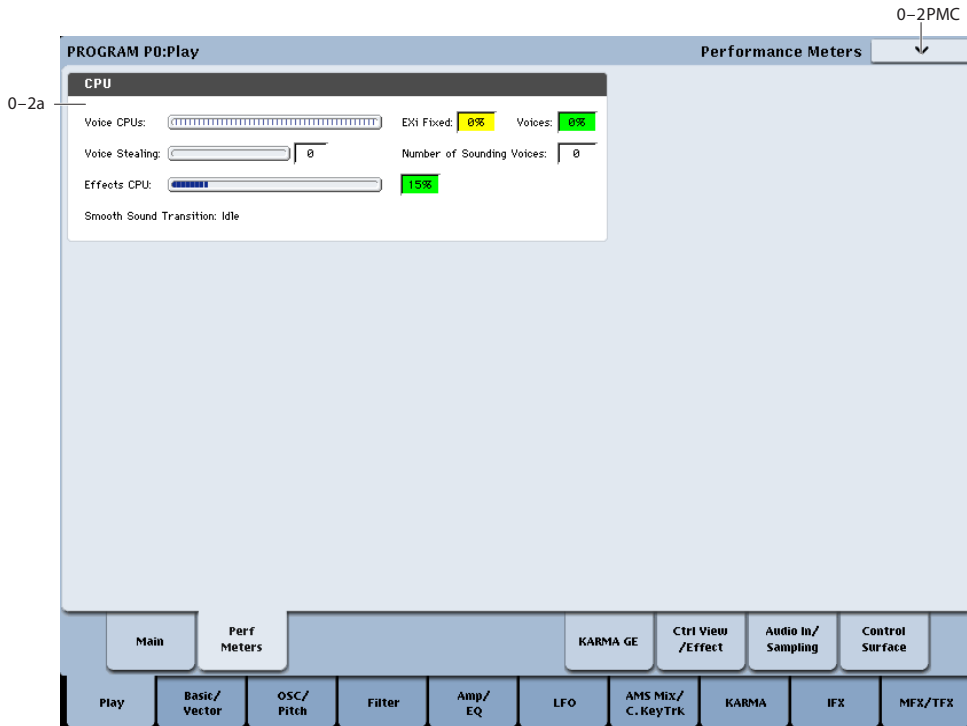 0–2PMC
PROGRAM P0:Play
Performance Meters
0–2a
CPU
Voice CPUs:
EXi Fixed: 0%
Voices: 0%
Voice Stealing: 0
Number of Sounding Voices: 0
Effects CPU:
15%
Smooth Sound Transition: Idle
Main
Perf
Meters
KARMA GE
Ctrl View
/Effect
Audio In/
Sampling
Control
Surface
Play
Basic/
Vector
OSC/
Pitch
Filter
Amp/
EQ
LFO
AMS Mix/
C.KeyTrk
KARMA
IFX
MFX/TFX